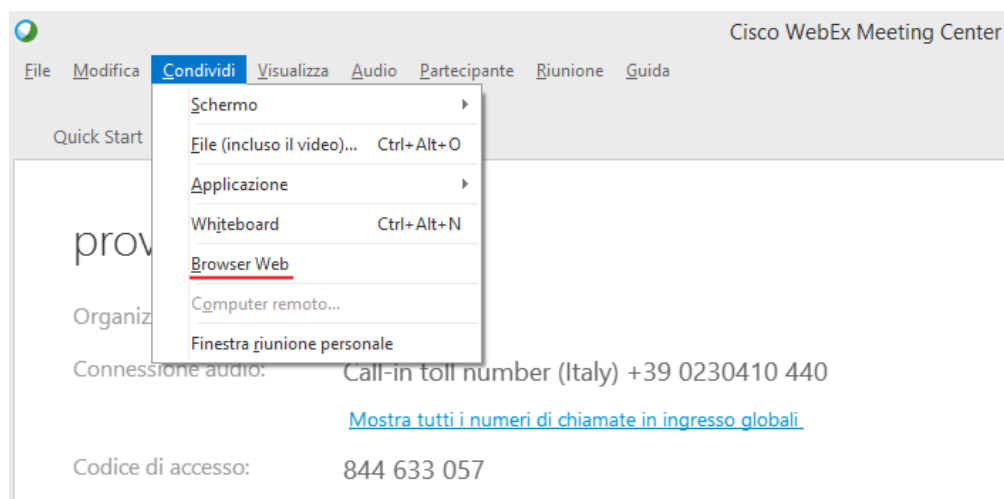 Cisco WebEx Meeting Center
File Modifica Condividi Visualizza Audio Partecipante Riunione Guida
Quick Start
Schermo
File (incluso il video)... Ctrl+Alt+O
Applicazione
Whiteboard Ctrl+Alt+N
Browser Web
Computer remoto...
Finestra riunione personale
prov
Organiz
Connessione audio: Call-in toll number (Italy) +39 0230410 440
Mostra tutti i numeri di chiamate in ingresso globali
Codice di accesso: 844 633 057